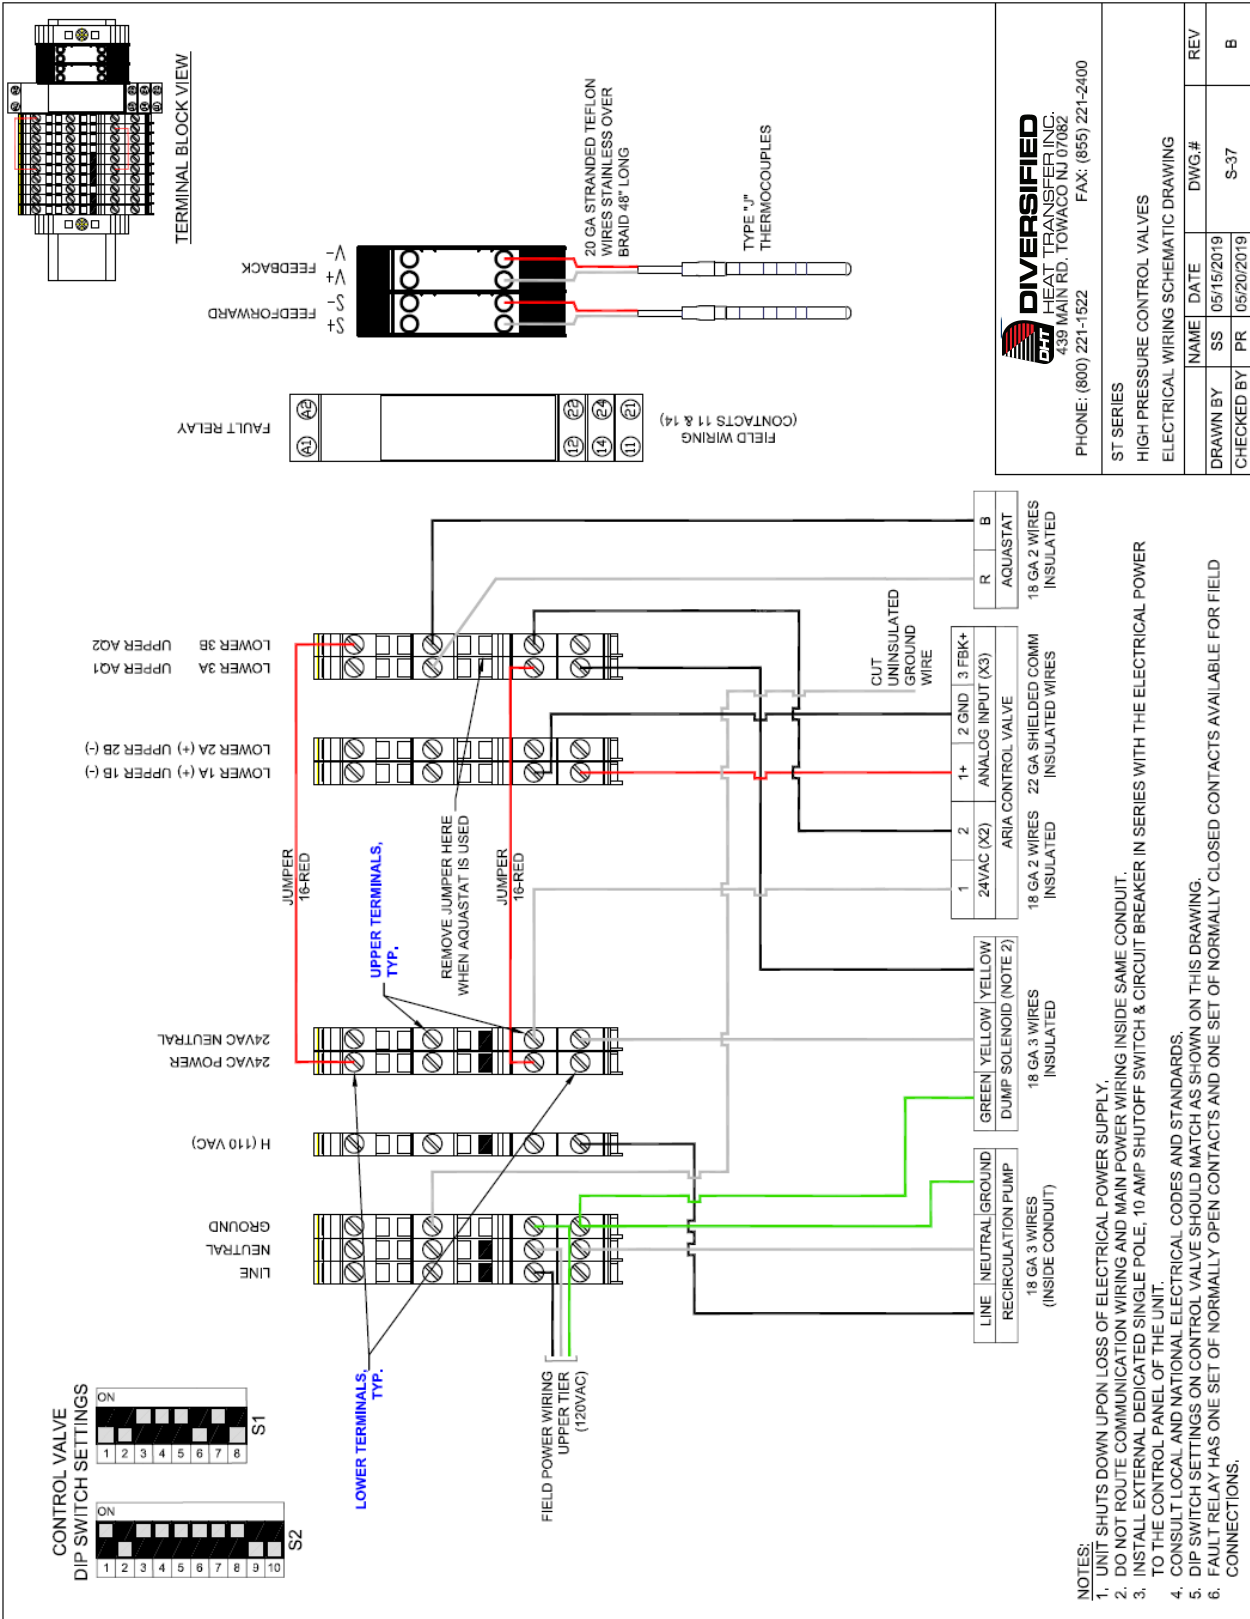 CONTROL VALVE
DIP SWITCH SETTINGS
ON
1 2 3 4 5 6 7 8 9 10
S2
ON
1 2 3 4 5 6 7 8
S1
LOWER TERMINALS,
TYP.
UPPER TERMINALS,
TYP.
FIELD POWER WIRING
UPPER TIER
(120VAC)
LINE
NEUTRAL
GROUND
H (110 VAC)
24VAC POWER
24VAC NEUTRAL
JUMPER
16-RED
REMOVE JUMPER HERE
WHEN AQUASTAT IS USED
JUMPER
16-RED
LOWER 1A (+) UPPER 1B (-)
LOWER 2A (+) UPPER 2B (-)
LOWER 3A UPPER AQ1
LOWER 3B UPPER AQ2
CUT
UNINSULATED
GROUND
WIRE
LINE NEUTRAL GROUND
RECIRCULATION PUMP
18 GA 3 WIRES
(INSIDE CONDUIT)
GREEN YELLOW YELLOW
DUMP SOLENOID (NOTE 2)
18 GA 3 WIRES
INSULATED
1 2 1+ 2 GND 3 FBK+
24VAC (X2) ANALOG INPUT (X3)
ARIA CONTROL VALVE
18 GA 2 WIRES
INSULATED
22 GA SHIELDED COMM
INSULATED WIRES
R B
AQUASTAT
18 GA 2 WIRES
INSULATED
FAULT RELAY
A1 A2
12 22
14 24
11 21
FIELD WIRING
(CONTACTS 11 & 14)
FEEDFORWARD
FEEDBACK
S+ S- V+ V-
20 GA STRANDED TEFLON
WIRES STAINLESS OVER
BRAID 48" LONG
TYPE "J"
THERMOCOUPLES
TERMINAL BLOCK VIEW
NOTES:
1. UNIT SHUTS DOWN UPON LOSS OF ELECTRICAL POWER SUPPLY.
2. DO NOT ROUTE COMMUNICATION WIRING AND MAIN POWER WIRING INSIDE SAME CONDUIT.
3. INSTALL EXTERNAL DEDICATED SINGLE POLE, 10 AMP SHUTOFF SWITCH & CIRCUIT BREAKER IN SERIES WITH THE ELECTRICAL POWER
TO THE CONTROL PANEL OF THE UNIT.
4. CONSULT LOCAL AND NATIONAL ELECTRICAL CODES AND STANDARDS.
5. DIP SWITCH SETTINGS ON CONTROL VALVE SHOULD MATCH AS SHOWN ON THIS DRAWING.
6. FAULT RELAY HAS ONE SET OF NORMALLY OPEN CONTACTS AND ONE SET OF NORMALLY CLOSED CONTACTS AVAILABLE FOR FIELD
CONNECTIONS.
DHT
DIVERSIFIED
HEAT TRANSFER INC.
439 MAIN RD. TOWACO NJ 07082
PHONE: (800) 221-1522 FAX: (855) 221-2400
ST SERIES
HIGH PRESSURE CONTROL VALVES
ELECTRICAL WIRING SCHEMATIC DRAWING
NAME DATE DWG.# REV
DRAWN BY SS 05/15/2019 S-37 B
CHECKED BY PR 05/20/2019